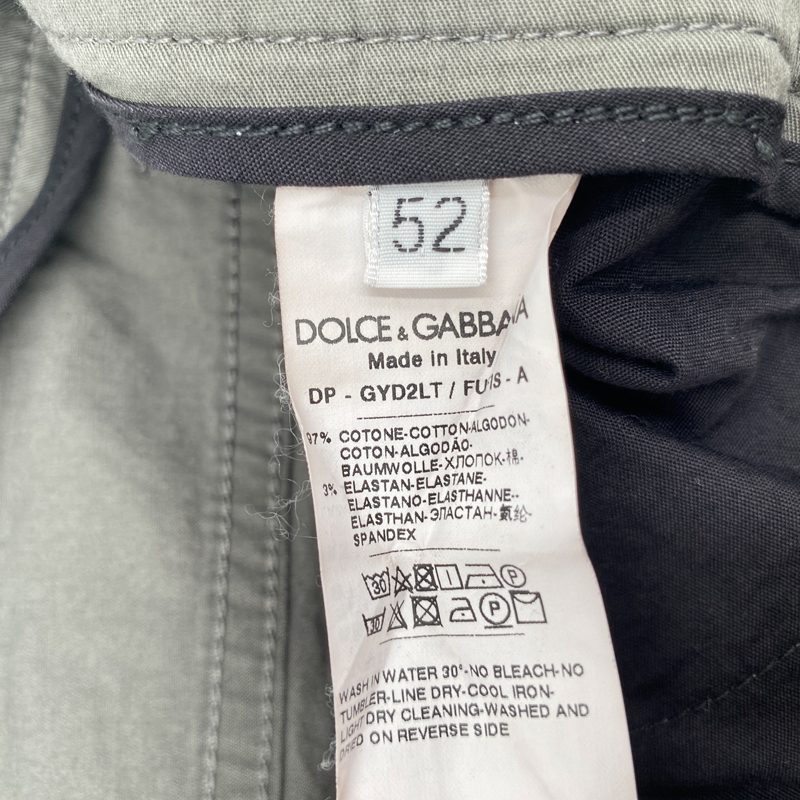 52
DOLCE & GABBANA
Made in Italy
DP - GYD2LT / - A
97% COTONE-COTTON-ALGODON-
COTON-ALGODÃO-
BAUMWOLLE-ХЛОПОК-棉-
3% ELASTAN-ELASTANE-
ELASTANO-ELASTHANNE-
ELASTHAN-ЭЛАСТАН-氨纶-
SPANDEX
30 P
30 P
WASH IN WATER 30°-NO BLEACH-NO
TUMBLER-LINE DRY-COOL IRON-
LIGHT DRY CLEANING-WASHED AND
DRIED ON REVERSE SIDE